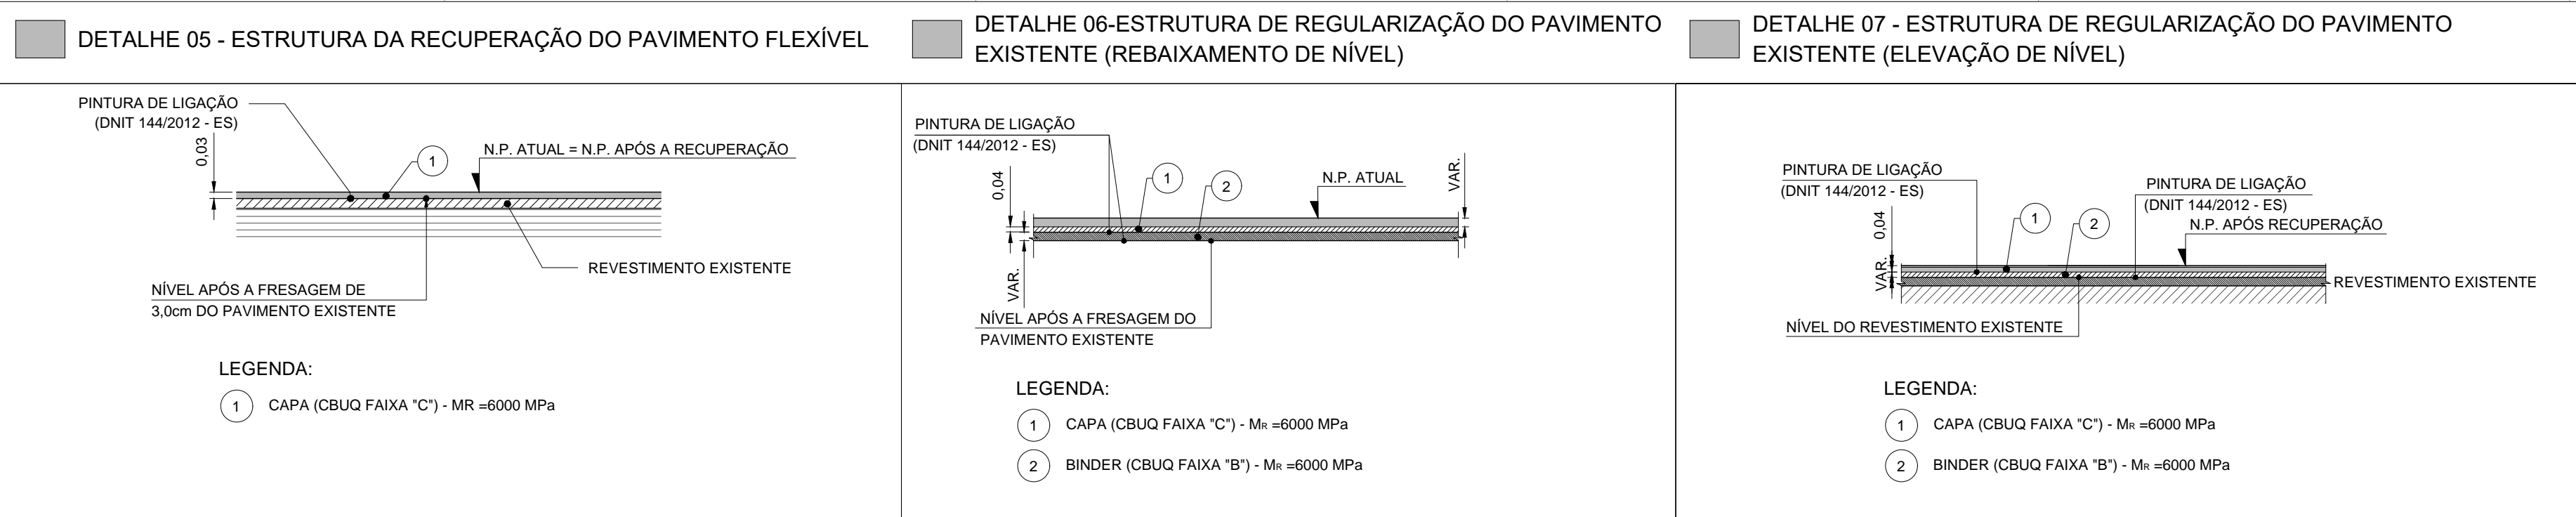 DETALHE 05 - ESTRUTURA DA RECUPERAÇÃO DO PAVIMENTO FLEXÍVEL
PINTURA DE LIGAÇÃO
(DNIT 144/2012 - ES)
0,03
1
N.P. ATUAL = N.P. APÓS A RECUPERAÇÃO
REVESTIMENTO EXISTENTE
NÍVEL APÓS A FRESAGEM DE
3,0cm DO PAVIMENTO EXISTENTE
LEGENDA:
1 CAPA (CBUQ FAIXA "C") - MR =6000 MPa
DETALHE 06-ESTRUTURA DE REGULARIZAÇÃO DO PAVIMENTO
EXISTENTE (REBAIXAMENTO DE NÍVEL)
PINTURA DE LIGAÇÃO
(DNIT 144/2012 - ES)
0,04
1
2
N.P. ATUAL
VAR.
VAR.
NÍVEL APÓS A FRESAGEM DO
PAVIMENTO EXISTENTE
LEGENDA:
1 CAPA (CBUQ FAIXA "C") - MR =6000 MPa
2 BINDER (CBUQ FAIXA "B") - MR =6000 MPa
DETALHE 07 - ESTRUTURA DE REGULARIZAÇÃO DO PAVIMENTO
EXISTENTE (ELEVAÇÃO DE NÍVEL)
PINTURA DE LIGAÇÃO
(DNIT 144/2012 - ES)
0,04
VAR.
1
2
PINTURA DE LIGAÇÃO
(DNIT 144/2012 - ES)
N.P. APÓS RECUPERAÇÃO
REVESTIMENTO EXISTENTE
NÍVEL DO REVESTIMENTO EXISTENTE
LEGENDA:
1 CAPA (CBUQ FAIXA "C") - MR =6000 MPa
2 BINDER (CBUQ FAIXA "B") - MR =6000 MPa